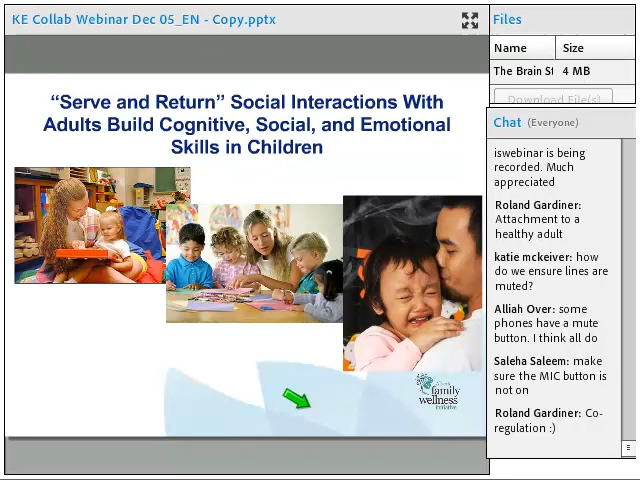 KE Collab Webinar Dec 05_EN - Copy.pptx
“Serve and Return” Social Interactions With
Adults Build Cognitive, Social, and Emotional
Skills in Children
family
wellness
initiative
Files
Name Size
The Brain St 4 MB
Download File(s)
Chat (Everyone)
iswebinar is being
recorded. Much
appreciated
Roland Gardiner:
Attachment to a
healthy adult
katie mckeiver: how
do we ensure lines are
muted?
Alliah Over: some
phones have a mute
button. I think all do
Saleha Saleem: make
sure the MIC button is
not on
Roland Gardiner: Co-
regulation :)